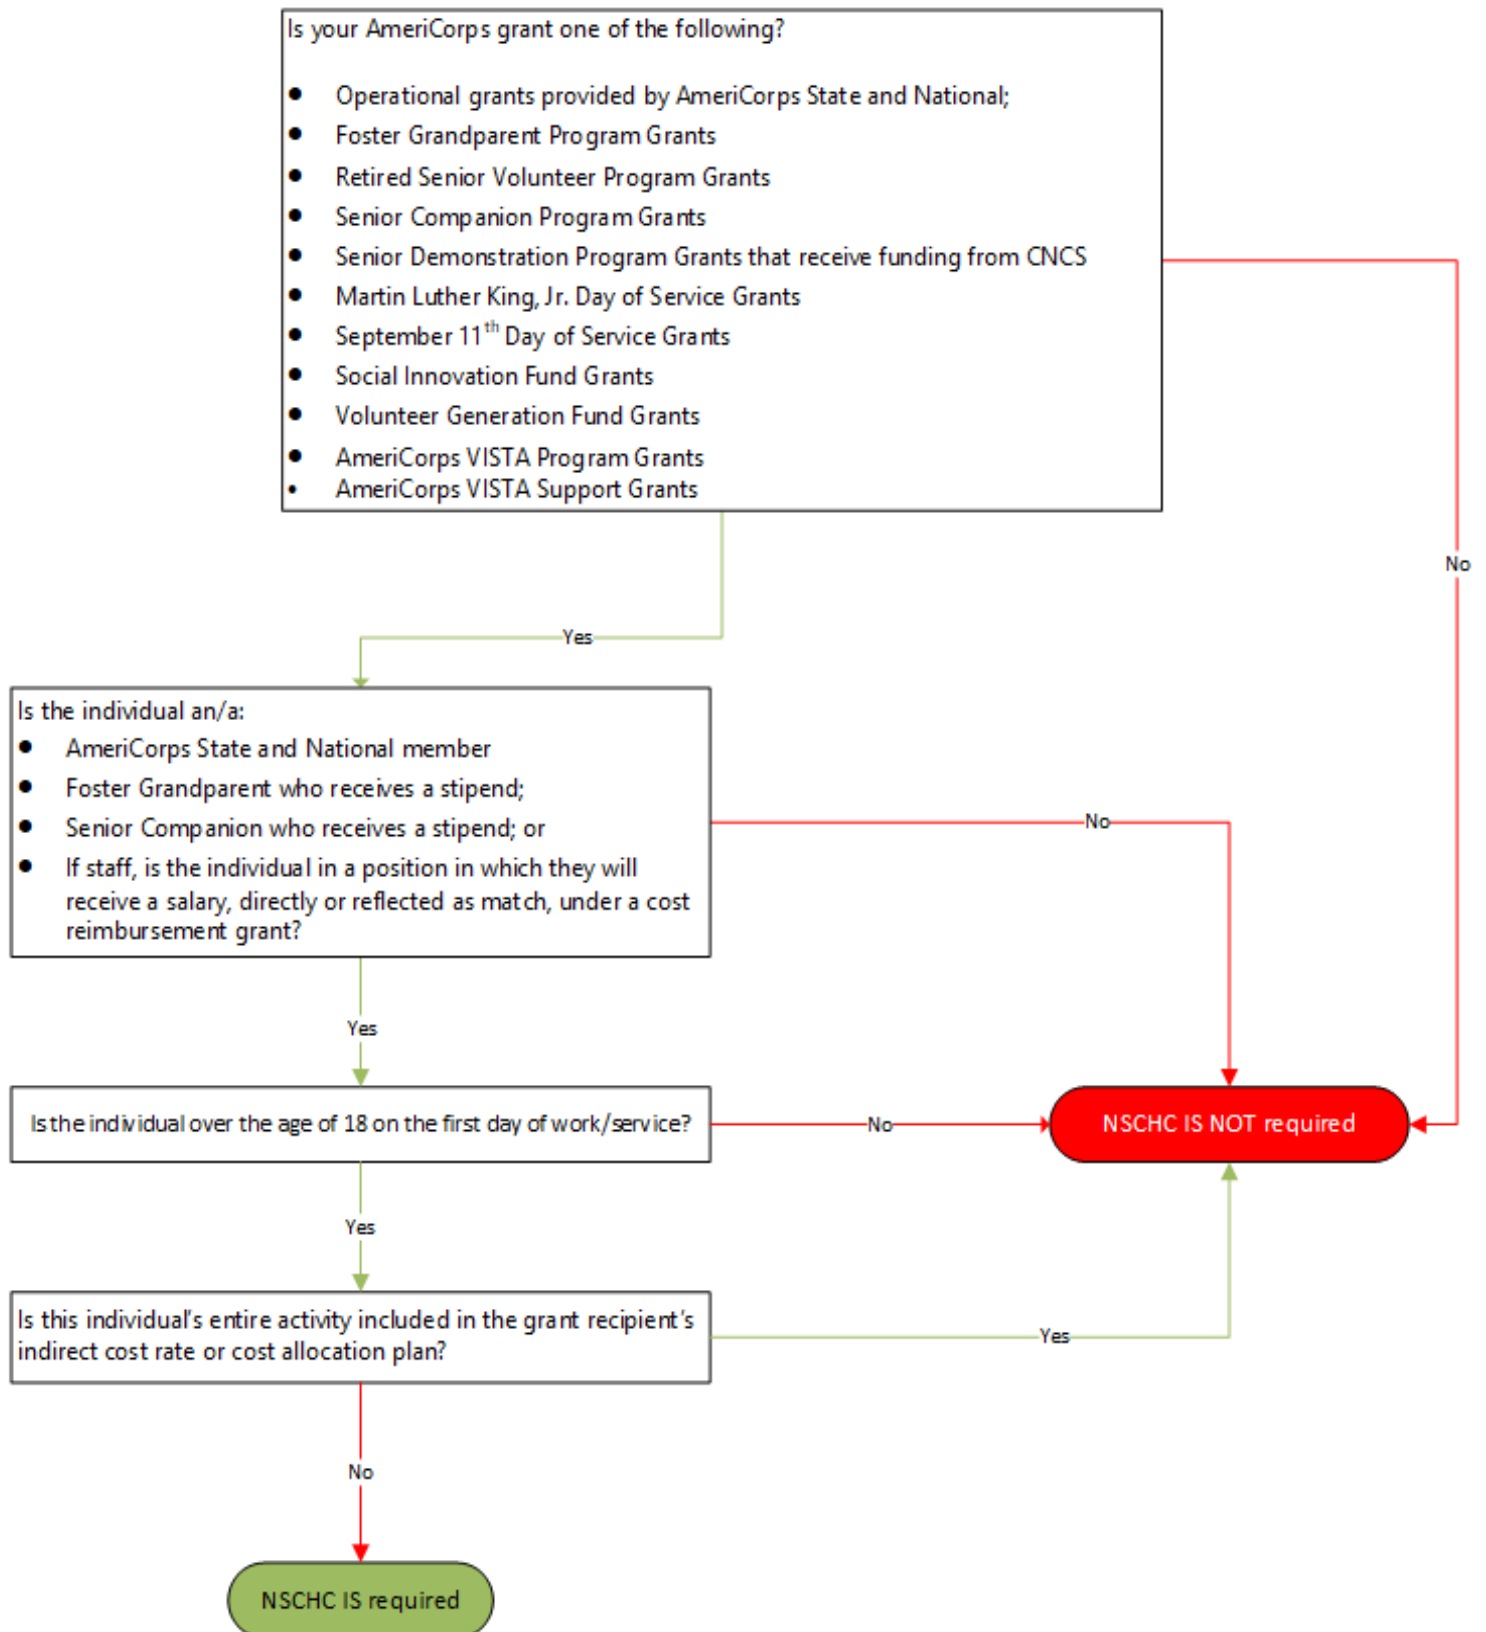 Is your AmeriCorps grant one of the following?
● Operational grants provided by AmeriCorps State and National;
● Foster Grandparent Program Grants
● Retired Senior Volunteer Program Grants
● Senior Companion Program Grants
● Senior Demonstration Program Grants that receive funding from CNCS
● Martin Luther King, Jr. Day of Service Grants
● September 11th Day of Service Grants
● Social Innovation Fund Grants
● Volunteer Generation Fund Grants
● AmeriCorps VISTA Program Grants
• AmeriCorps VISTA Support Grants
No
Yes
Is the individual an/a:
● AmeriCorps State and National member
● Foster Grandparent who receives a stipend;
● Senior Companion who receives a stipend; or
● If staff, is the individual in a position in which they will
receive a salary, directly or reflected as match, under a cost
reimbursement grant?
No
Yes
Is the individual over the age of 18 on the first day of work/service?
No
NSCHC IS NOT required
Yes
Is this individual's entire activity included in the grant recipient's
indirect cost rate or cost allocation plan?
Yes
No
NSCHC IS required